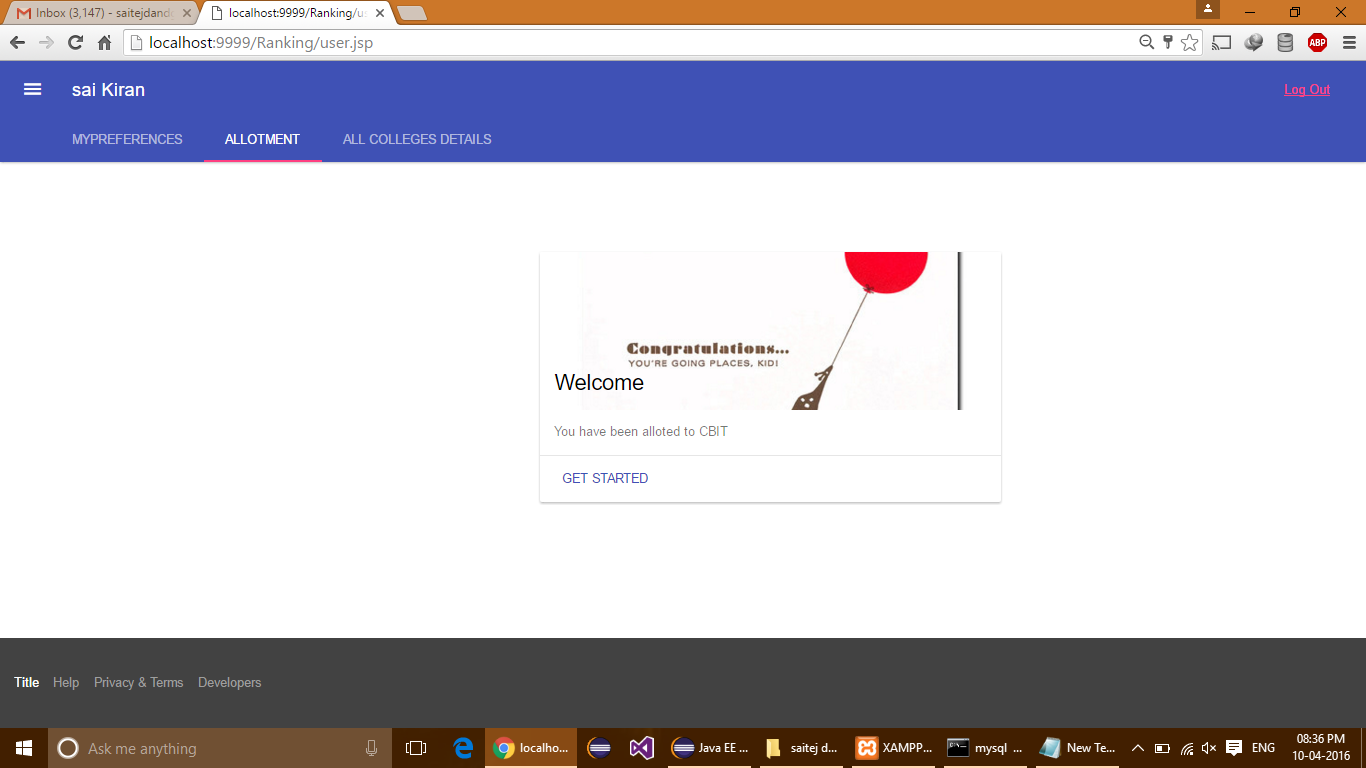 Inbox (3,147) - saitejdand
localhost:9999/Ranking/us
localhost:9999/Ranking/user.jsp
ABP
sai Kiran
Log Out
MYPREFERENCES
ALLOTMENT
ALL COLLEGES DETAILS
Congratulations...
YOU'RE GOING PLACES, KID!
Welcome
You have been alloted to CBIT
GET STARTED
Title
Help
Privacy & Terms
Developers
Ask me anything
localho...
Java EE ...
saitej d...
XAMPP...
mysql ...
New Te...
ENG
08:36 PM
10-04-2016